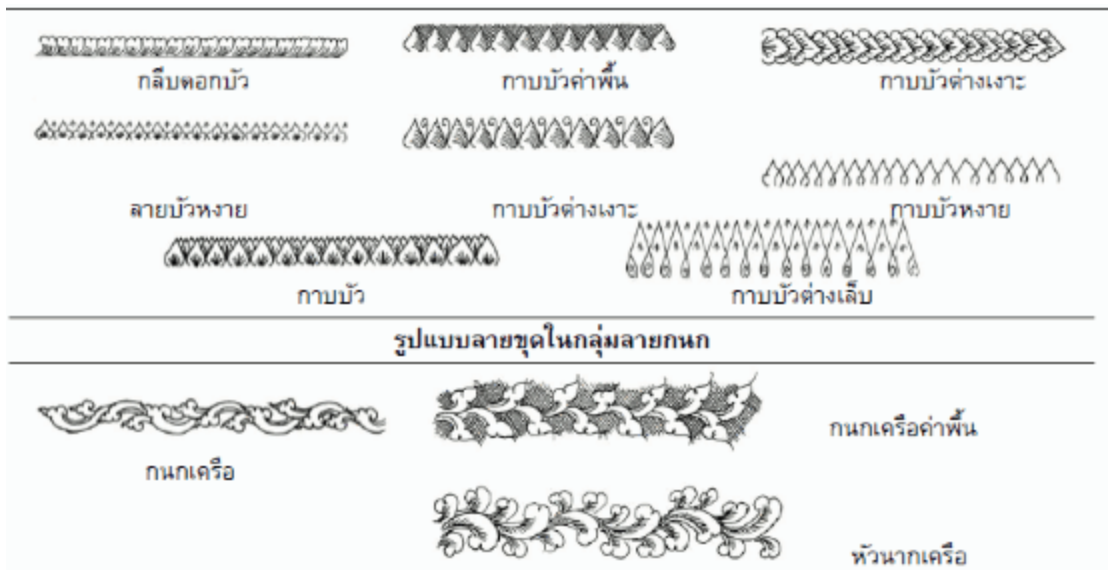 กลีบดอกบัว กาบบัวค่าพื้น กาบบัวต่างเงาะ
ลายบัวหงาย กาบบัวต่างเงาะ กาบบัวหงาย
กาบบัว กาบบัวต่างเล็บ
รูปแบบลายขุดในกลุ่มลายกนก
กนกเครือ กนกเครือค่าพื้น
หัวนากเครือ